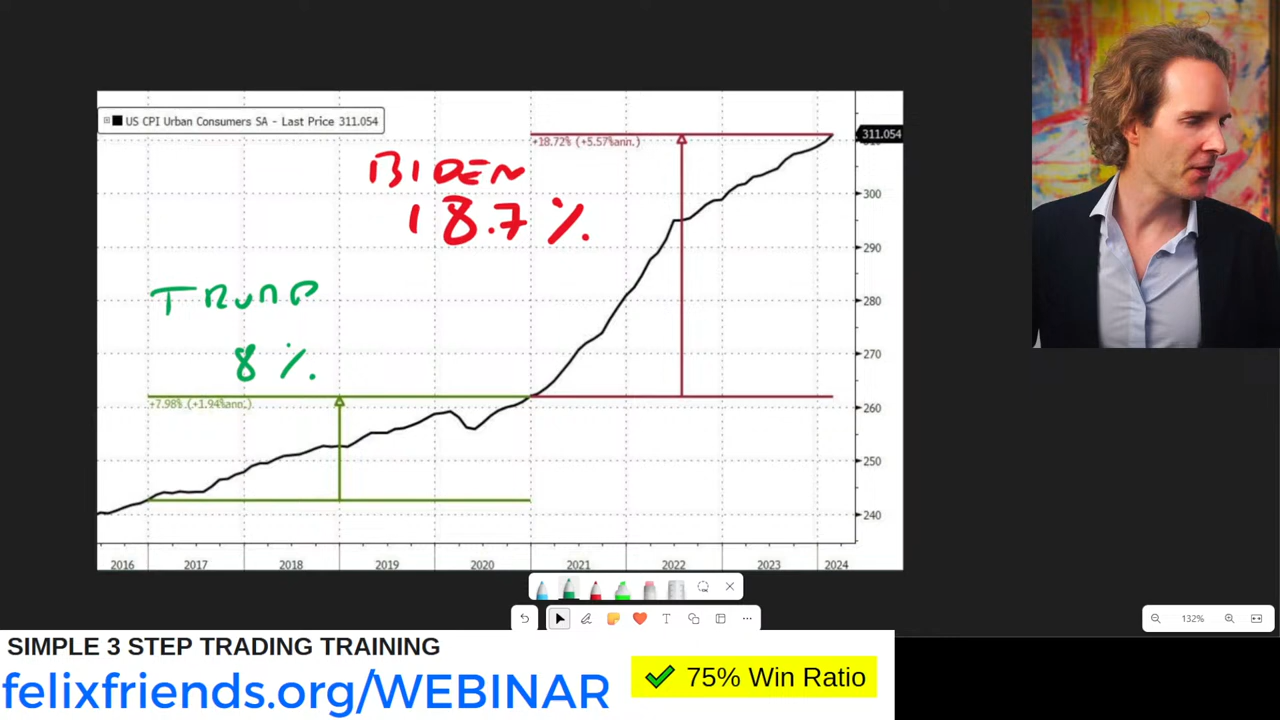 US CPI Urban Consumers SA - Last Price 311.054
311.054
+18.72% (+5.57%ann.)
BIDEN
18.7 %
300
290
TRUMP
280
270
8 %
+7.98% (+1.94%ann.)
260
250
240
2016 2017 2018 2019 2020 2021 2022 2023 2024
132%
SIMPLE 3 STEP TRADING TRAINING
felixfriends.org/WEBINAR
75% Win Ratio